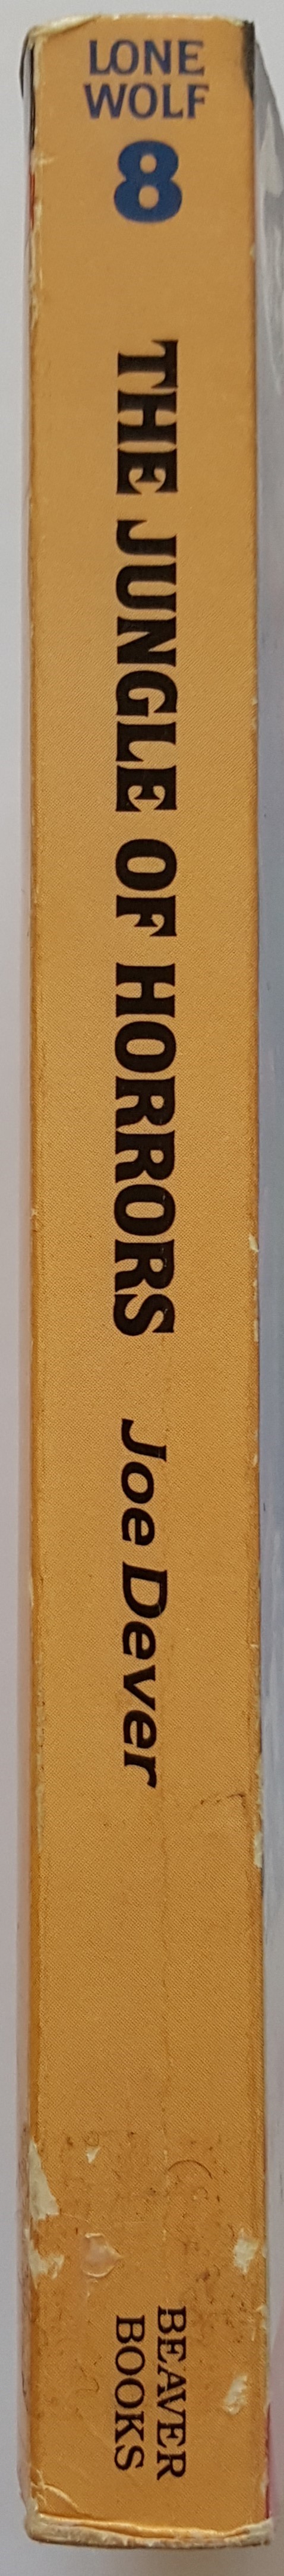 LONE
WOLF
8
THE JUNGLE OF HORRORS
Joe Dever
BEAVER
BOOKS